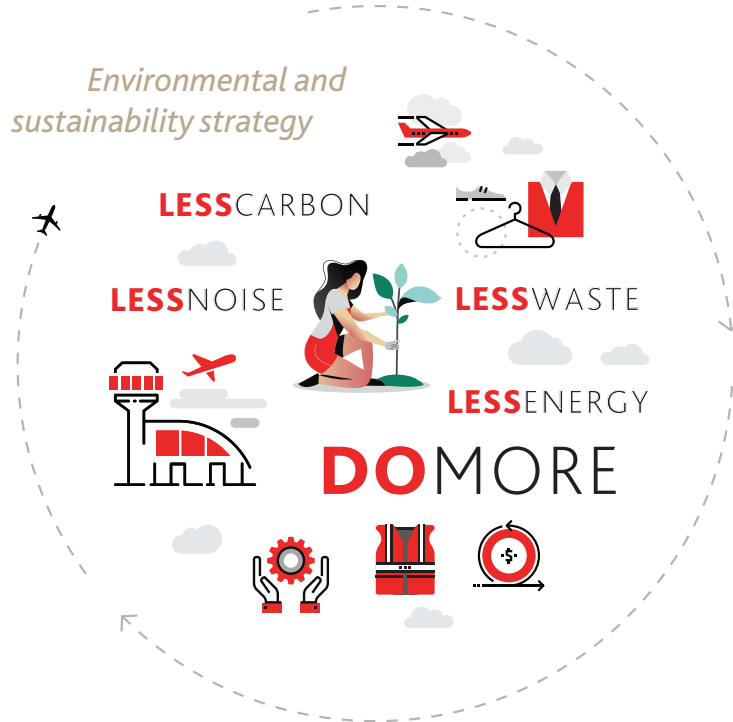 Environmental and
sustainability strategy
LESSCARBON
LESSNOISE
LESSWASTE
LESSENERGY
DOMORE
$